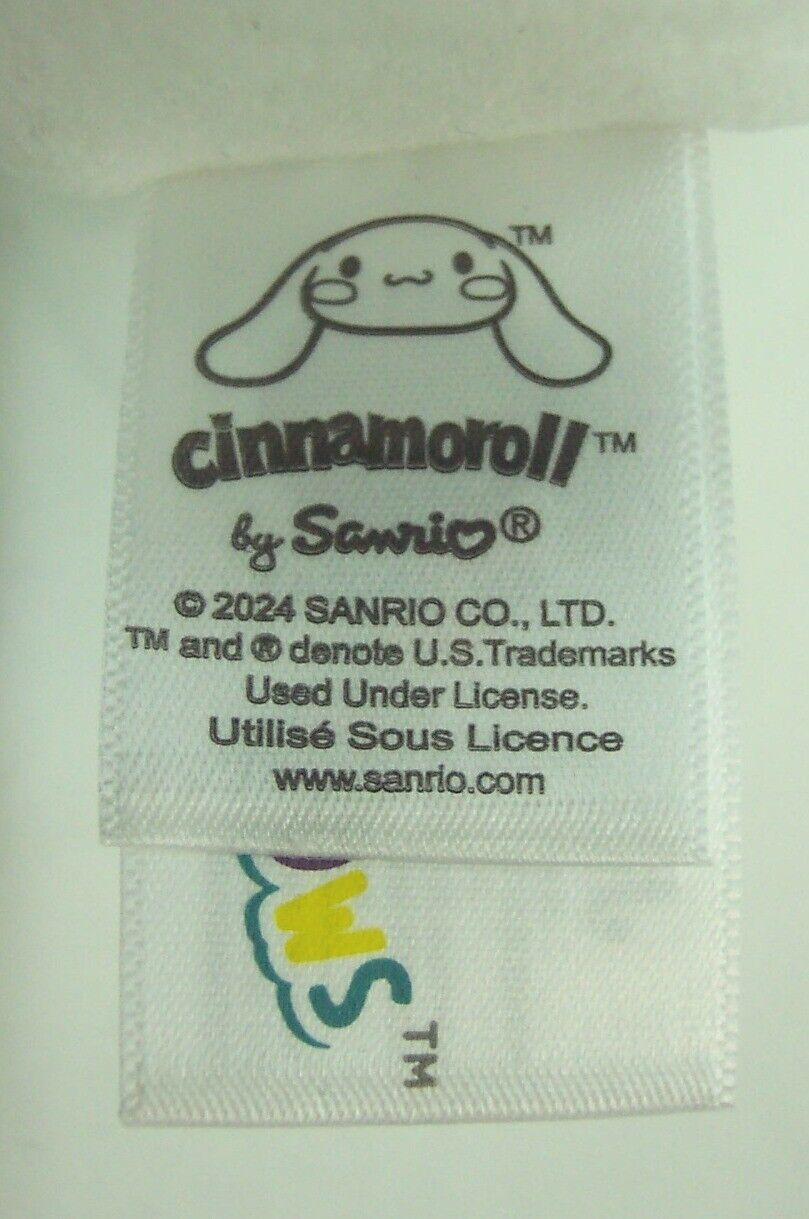 TM
cinnamoroll™
by Sanrio®
© 2024 SANRIO CO., LTD.
TM and ® denote U.S.Trademarks
Used Under License.
Utilisé Sous Licence
www.sanrio.com
WS
TM